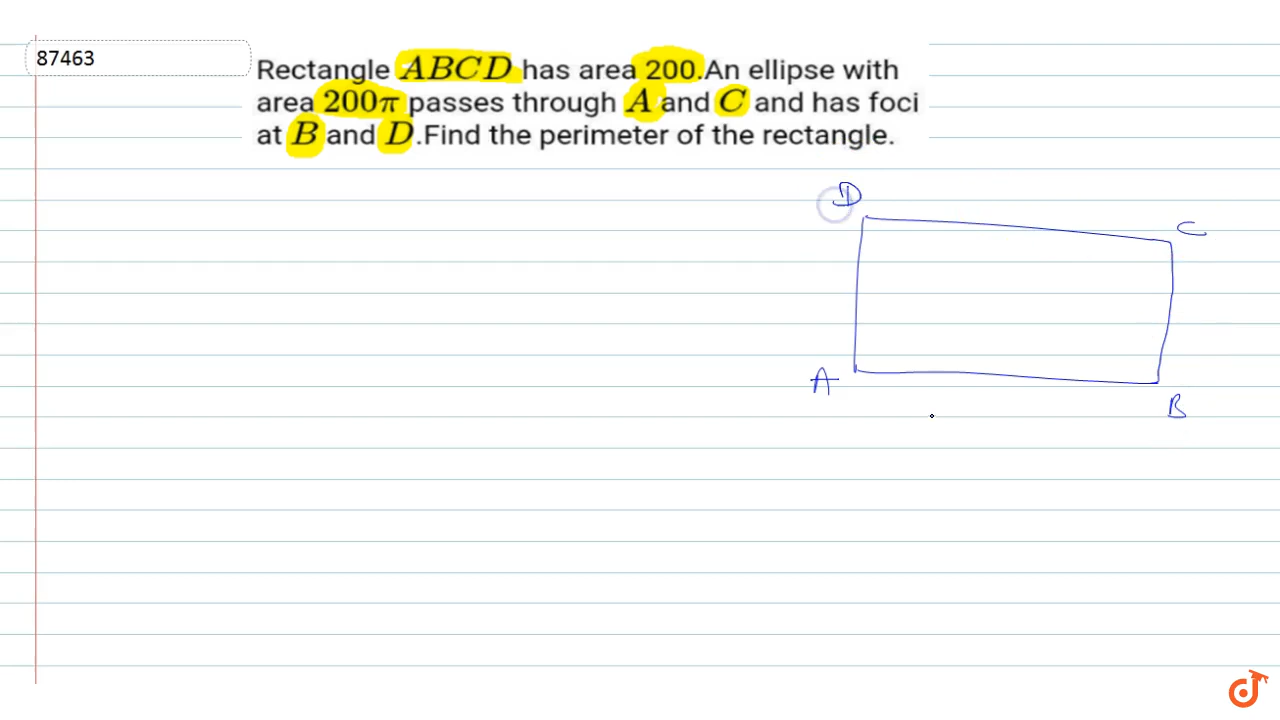 87463
Rectangle ABCD has area 200.An ellipse with
area 200π passes through A and C and has foci
at B and D.Find the perimeter of the rectangle.
D
C
A
B